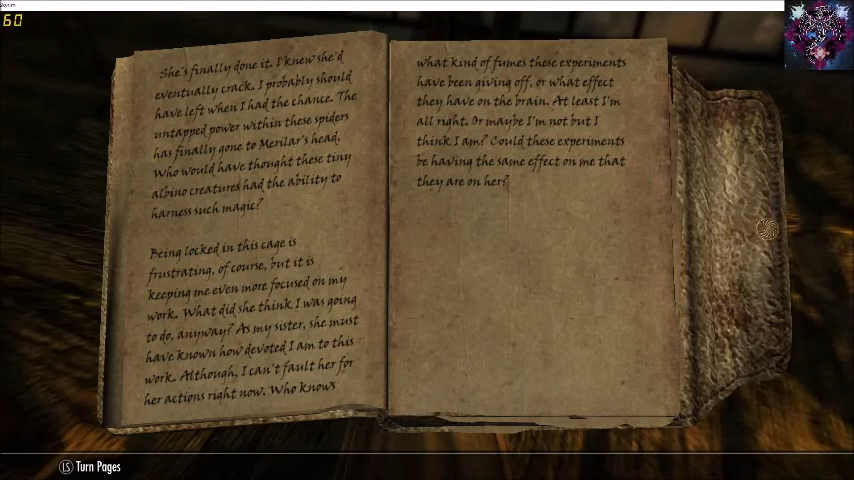 skyrim
60
She's finally done it. I knew she'd
eventually crack. I probably should
have left when I had the chance. The
untapped power within these spiders
has finally gone to Merilar's head.
Who would have thought these tiny
albino creatures had the ability to
harness such magic?
Being locked in this cage is
frustrating, of course, but it is
keeping me even more focused on my
work. What did she think I was going
to do, anyway? As my sister, she must
have known how devoted I am to this
work. Although, I can't fault her for
her actions right now. Who knows
what kind of fumes these experiments
have been giving off, or what effect
they have on the brain. At least I'm
all right. Or maybe I'm not but I
think I am? Could these experiments
be having the same effect on me that
they are on her?
LS Turn Pages